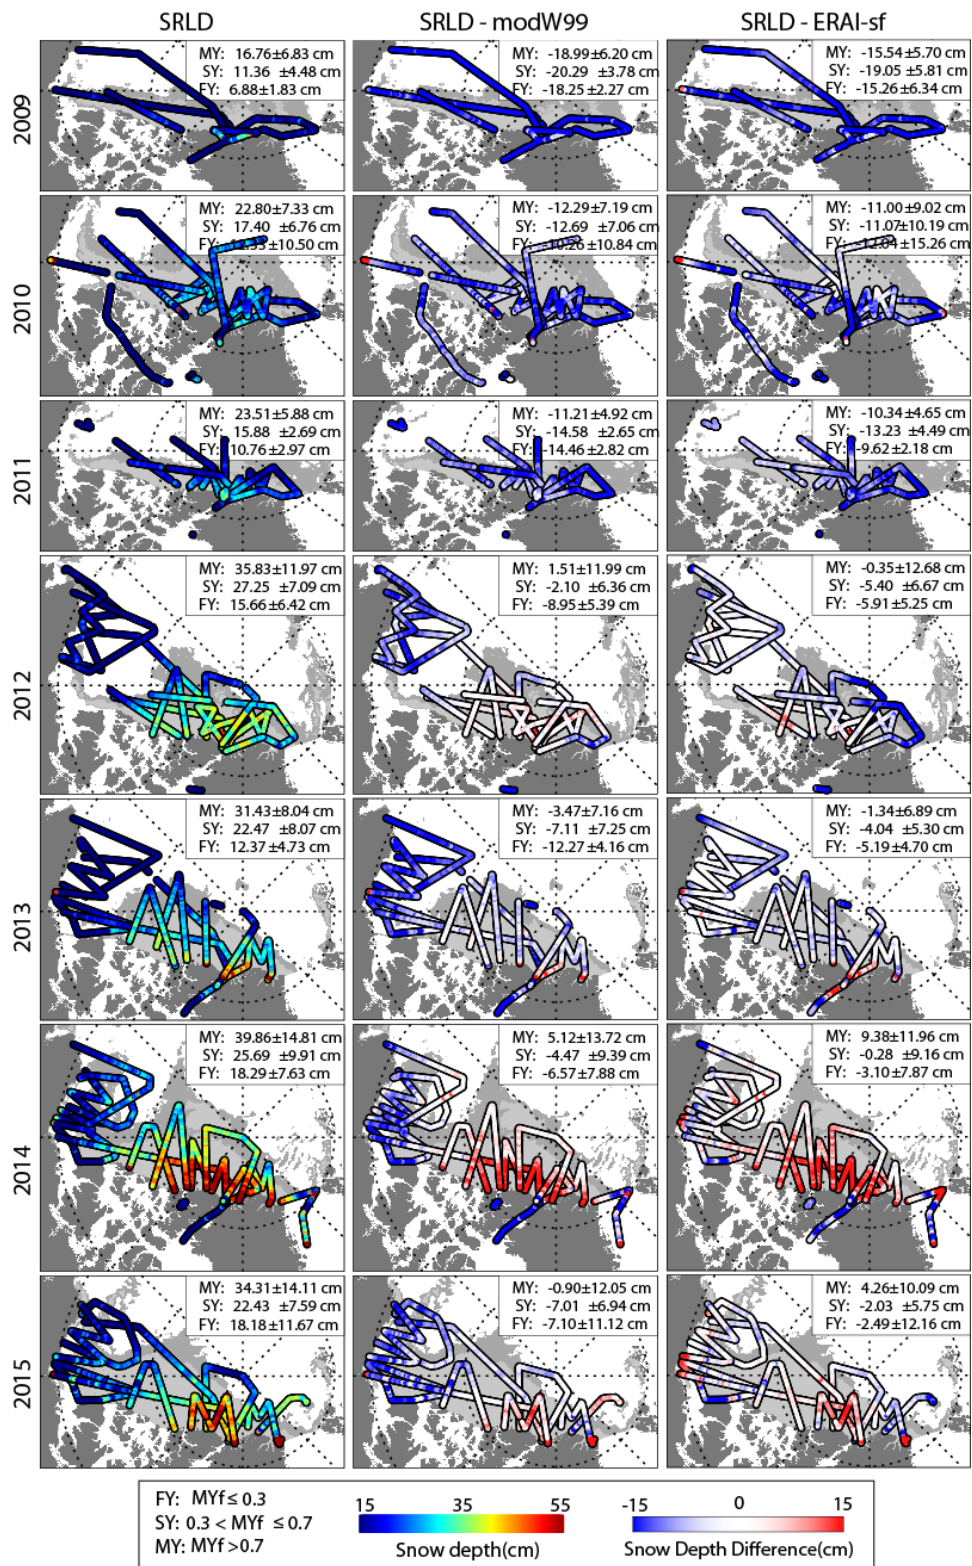 SRLD
SRLD - modW99
SRLD - ERAI-sf
2009
MY: 16.76±6.83 cm
SY: 11.36 ±4.48 cm
FY: 6.88±1.83 cm
MY: -18.99±6.20 cm
SY: -20.29 ±3.78 cm
FY: -18.25±2.27 cm
MY: -15.54±5.70 cm
SY: -19.05±5.81 cm
FY: -15.26±6.34 cm
2010
MY: 22.80±7.33 cm
SY: 17.40 ±6.76 cm
FY: ±10.50 cm
MY: -12.29±7.19 cm
SY: -12.69 ±7.06 cm
FY: -10.28±10.84 cm
MY: -11.00±9.02 cm
SY: -11.07±10.19 cm
FY: -12.04±15.26 cm
2011
MY: 23.51±5.88 cm
SY: 15.88 ±2.69 cm
FY: 10.76±2.97 cm
MY: -11.21±4.92 cm
SY: -14.58 ±2.65 cm
FY: -14.46±2.82 cm
MY: -10.34±4.65 cm
SY: -13.23 ±4.49 cm
FY: -9.62±2.18 cm
2012
MY: 35.83±11.97 cm
SY: 27.25 ±7.09 cm
FY: 15.66±6.42 cm
MY: 1.51±11.99 cm
SY: -2.10 ±6.36 cm
FY: -8.95±5.39 cm
MY: -0.35±12.68 cm
SY: -5.40 ±6.67 cm
FY: -5.91±5.25 cm
2013
MY: 31.43±8.04 cm
SY: 22.47 ±8.07 cm
FY: 12.37±4.73 cm
MY: -3.47±7.16 cm
SY: -7.11 ±7.25 cm
FY: -12.27±4.16 cm
MY: -1.34±6.89 cm
SY: -4.04 ±5.30 cm
FY: -5.19±4.70 cm
2014
MY: 39.86±14.81 cm
SY: 25.69 ±9.91 cm
FY: 18.29±7.63 cm
MY: 5.12±13.72 cm
SY: -4.47 ±9.39 cm
FY: -6.57±7.88 cm
MY: 9.38±11.96 cm
SY: -0.28 ±9.16 cm
FY: -3.10±7.87 cm
2015
MY: 34.31±14.11 cm
SY: 22.43 ±7.59 cm
FY: 18.18±11.67 cm
MY: -0.90±12.05 cm
SY: -7.01 ±6.94 cm
FY: -7.10±11.12 cm
MY: 4.26±10.09 cm
SY: -2.03 ±5.75 cm
FY: -2.49±12.16 cm
FY: MYf ≤ 0.3
SY: 0.3 < MYf ≤ 0.7
MY: MYf > 0.7
15 35 55
Snow depth(cm)
-15 0 15
Snow Depth Difference(cm)